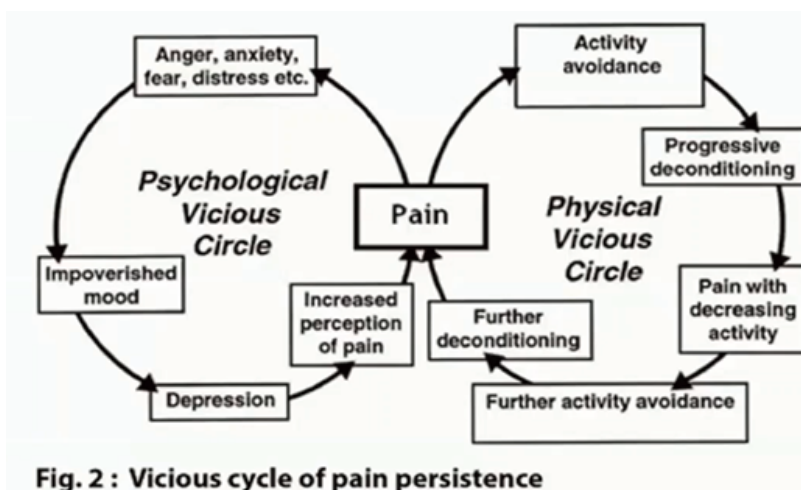 Anger, anxiety,
fear, distress etc.
Activity
avoidance
Progressive
deconditioning
Psychological
Vicious
Circle
Pain
Physical
Vicious
Circle
Impoverished
mood
Increased
perception
of pain
Further
deconditioning
Pain with
decreasing
activity
Depression
Further activity avoidance
Fig. 2 : Vicious cycle of pain persistence